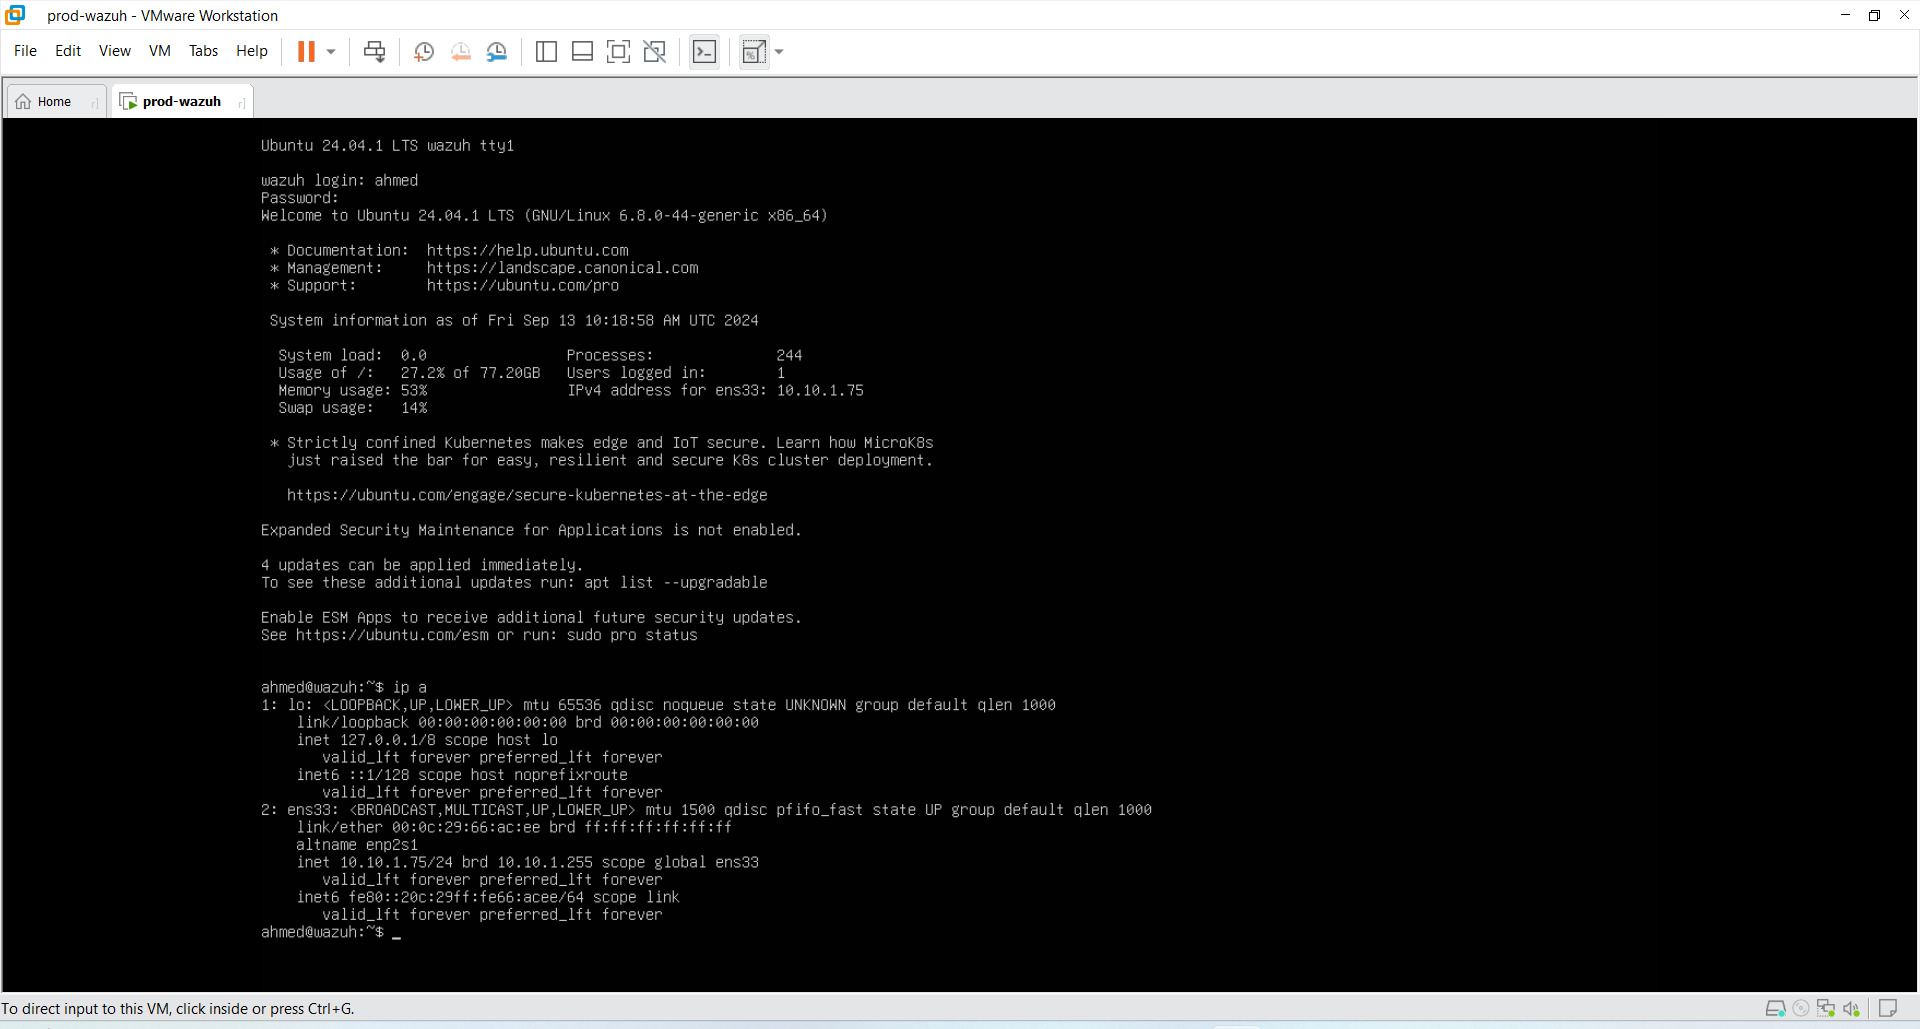 prod-wazuh - VMware Workstation
File Edit View VM Tabs Help
Home
prod-wazuh
Ubuntu 24.04.1 LTS wazuh tty1
wazuh login: ahmed
Password:
Welcome to Ubuntu 24.04.1 LTS (GNU/Linux 6.8.0-44-generic x86_64)
* Documentation:  https://help.ubuntu.com
* Management:     https://landscape.canonical.com
* Support:        https://ubuntu.com/pro
System information as of Fri Sep 13 10:18:58 AM UTC 2024
System load:  0.0                Processes:              244
Usage of /:   27.2% of 77.20GB   Users logged in:        1
Memory usage: 53%                IPv4 address for ens33: 10.10.1.75
Swap usage:   14%
* Strictly confined Kubernetes makes edge and IoT secure. Learn how MicroK8s
just raised the bar for easy, resilient and secure K8s cluster deployment.
https://ubuntu.com/engage/secure-kubernetes-at-the-edge
Expanded Security Maintenance for Applications is not enabled.
4 updates can be applied immediately.
To see these additional updates run: apt list --upgradable
Enable ESM Apps to receive additional future security updates.
See https://ubuntu.com/esm or run: sudo pro status
ahmed@wazuh:~$ ip a
1: lo: <LOOPBACK,UP,LOWER_UP> mtu 65536 qdisc noqueue state UNKNOWN group default qlen 1000
link/loopback 00:00:00:00:00:00 brd 00:00:00:00:00:00
inet 127.0.0.1/8 scope host lo
valid_lft forever preferred_lft forever
inet6 ::1/128 scope host noprefixroute
valid_lft forever preferred_lft forever
2: ens33: <BROADCAST,MULTICAST,UP,LOWER_UP> mtu 1500 qdisc pfifo_fast state UP group default qlen 1000
link/ether 00:0c:29:66:ac:ee brd ff:ff:ff:ff:ff:ff
altname enp2s1
inet 10.10.1.75/24 brd 10.10.1.255 scope global ens33
valid_lft forever preferred_lft forever
inet6 fe80::20c:29ff:fe66:acee/64 scope link
valid_lft forever preferred_lft forever
ahmed@wazuh:~$ _
To direct input to this VM, click inside or press Ctrl+G.